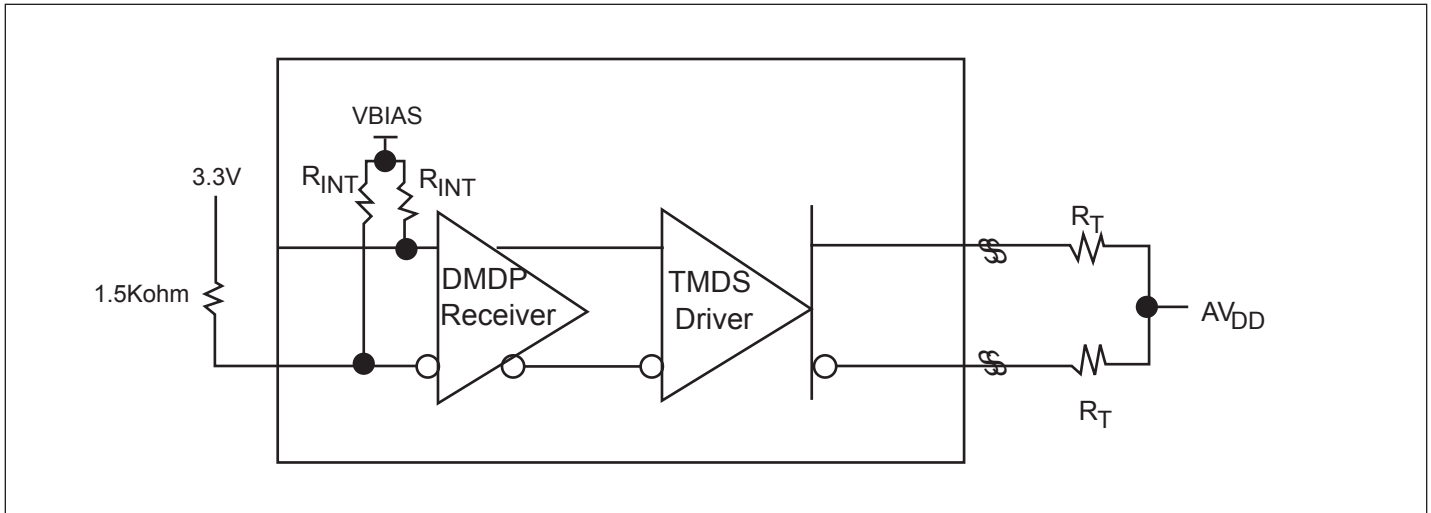 VBIAS
3.3V
RINT
RINT
1.5Kohm
DMDP
Receiver
TMDS
Driver
RT
AVDD
RT